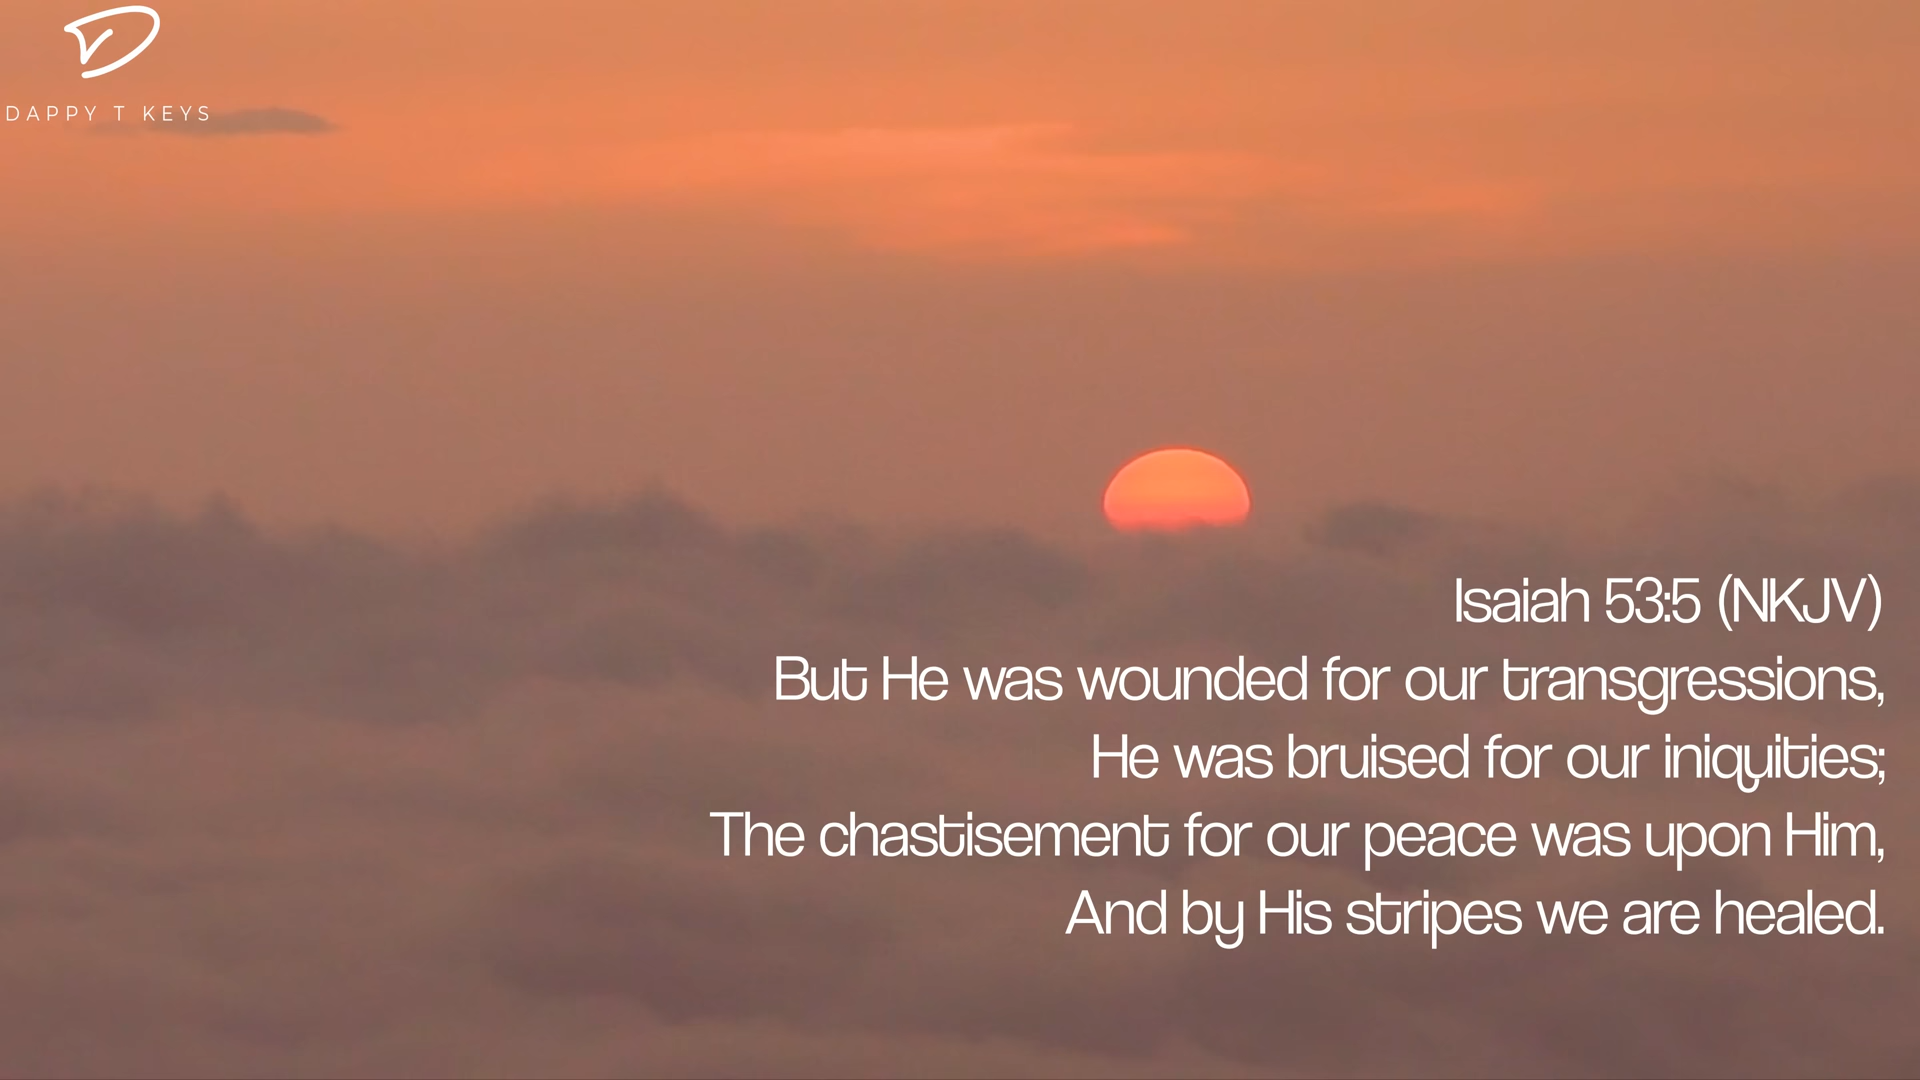 DAPPY T KEYS
Isaiah 53:5 (NKJV)
But He was wounded for our transgressions,
He was bruised for our iniquities;
The chastisement for our peace was upon Him,
And by His stripes we are healed.